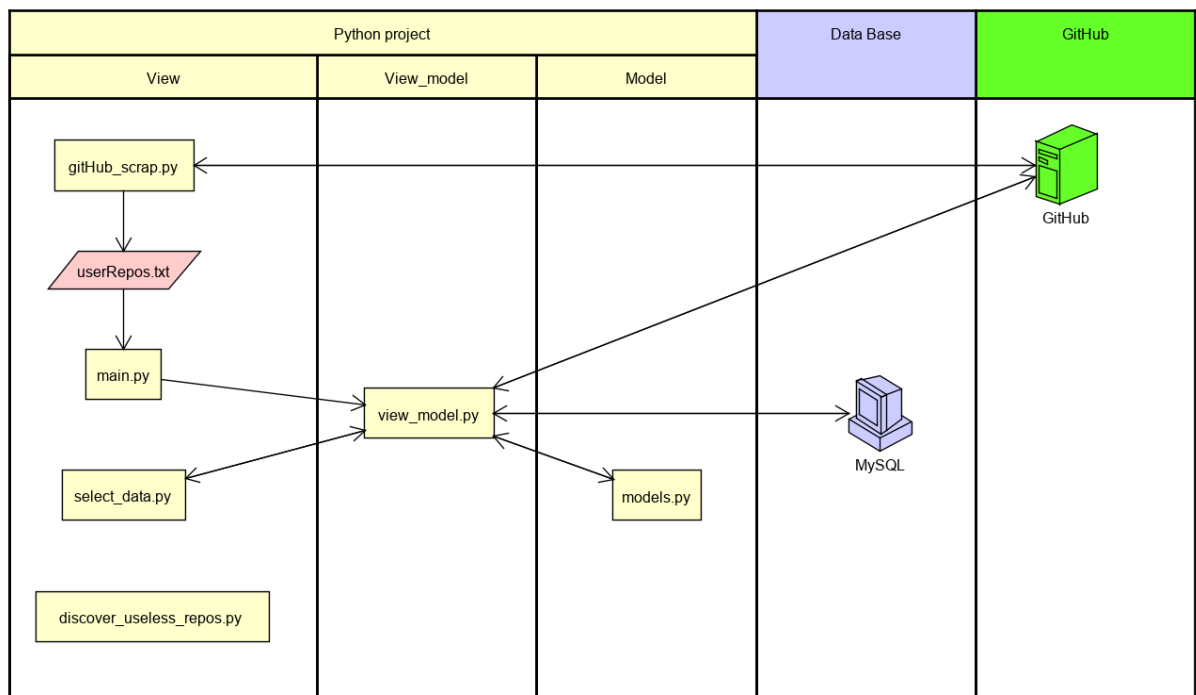 Python project
Data Base
GitHub
View
View_model
Model
gitHub_scrap.py
GitHub
userRepos.txt
main.py
view_model.py
MySQL
select_data.py
models.py
discover_useless_repos.py